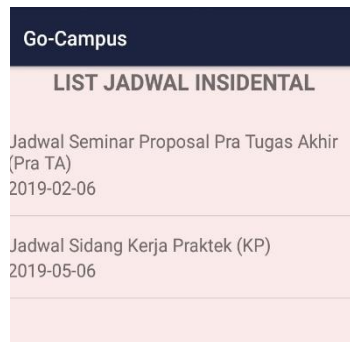 Go-Campus
LIST JADWAL INSIDENTAL
Jadwal Seminar Proposal Pra Tugas Akhir
(Pra TA)
2019-02-06
Jadwal Sidang Kerja Praktek (KP)
2019-05-06